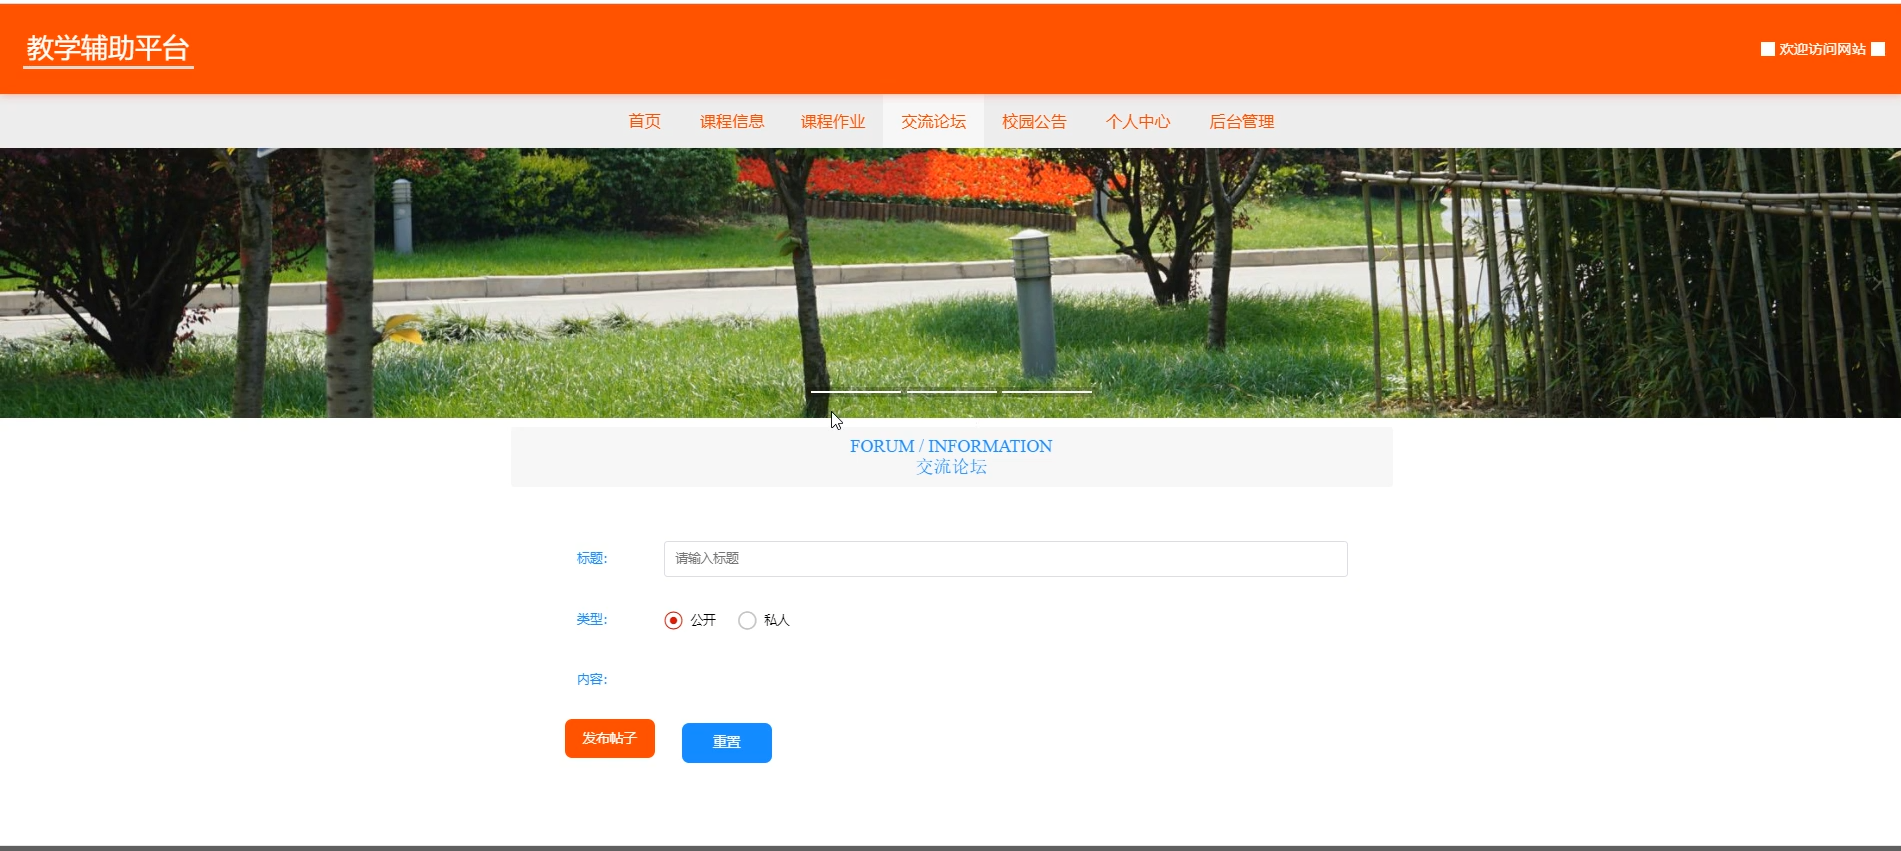 教学辅助平台
欢迎访问网站
首页 课程信息 课程作业 交流论坛 校园公告 个人中心 后台管理
FORUM / INFORMATION
交流论坛
标题:
请输入标题
类型:
公开 私人
内容:
发布帖子 重置